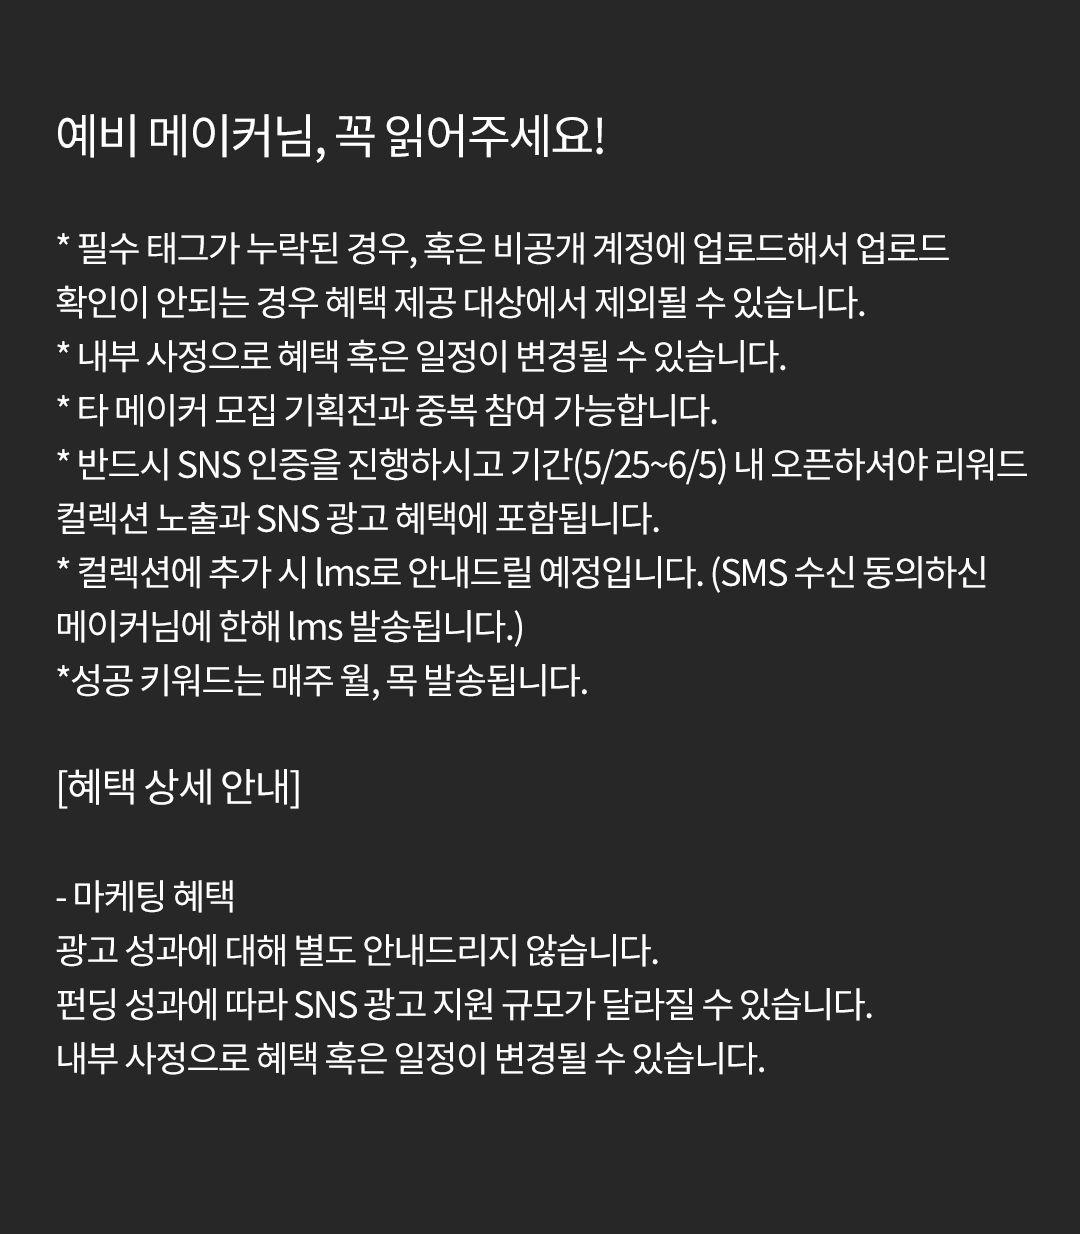 예비 메이커님, 꼭 읽어주세요!
* 필수 태그가 누락된 경우, 혹은 비공개 계정에 업로드해서 업로드
확인이 안되는 경우 혜택 제공 대상에서 제외될 수 있습니다.
* 내부 사정으로 혜택 혹은 일정이 변경될 수 있습니다.
* 타 메이커 모집 기획전과 중복 참여 가능합니다.
* 반드시 SNS 인증을 진행하시고 기간(5/25~6/5) 내 오픈하셔야 리워드
컬렉션 노출과 SNS 광고 혜택에 포함됩니다.
* 컬렉션에 추가 시 lms로 안내드릴 예정입니다. (SMS 수신 동의하신
메이커님에 한해 lms 발송됩니다.)
*성공 키워드는 매주 월, 목 발송됩니다.
[혜택 상세 안내]
- 마케팅 혜택
광고 성과에 대해 별도 안내드리지 않습니다.
펀딩 성과에 따라 SNS 광고 지원 규모가 달라질 수 있습니다.
내부 사정으로 혜택 혹은 일정이 변경될 수 있습니다.